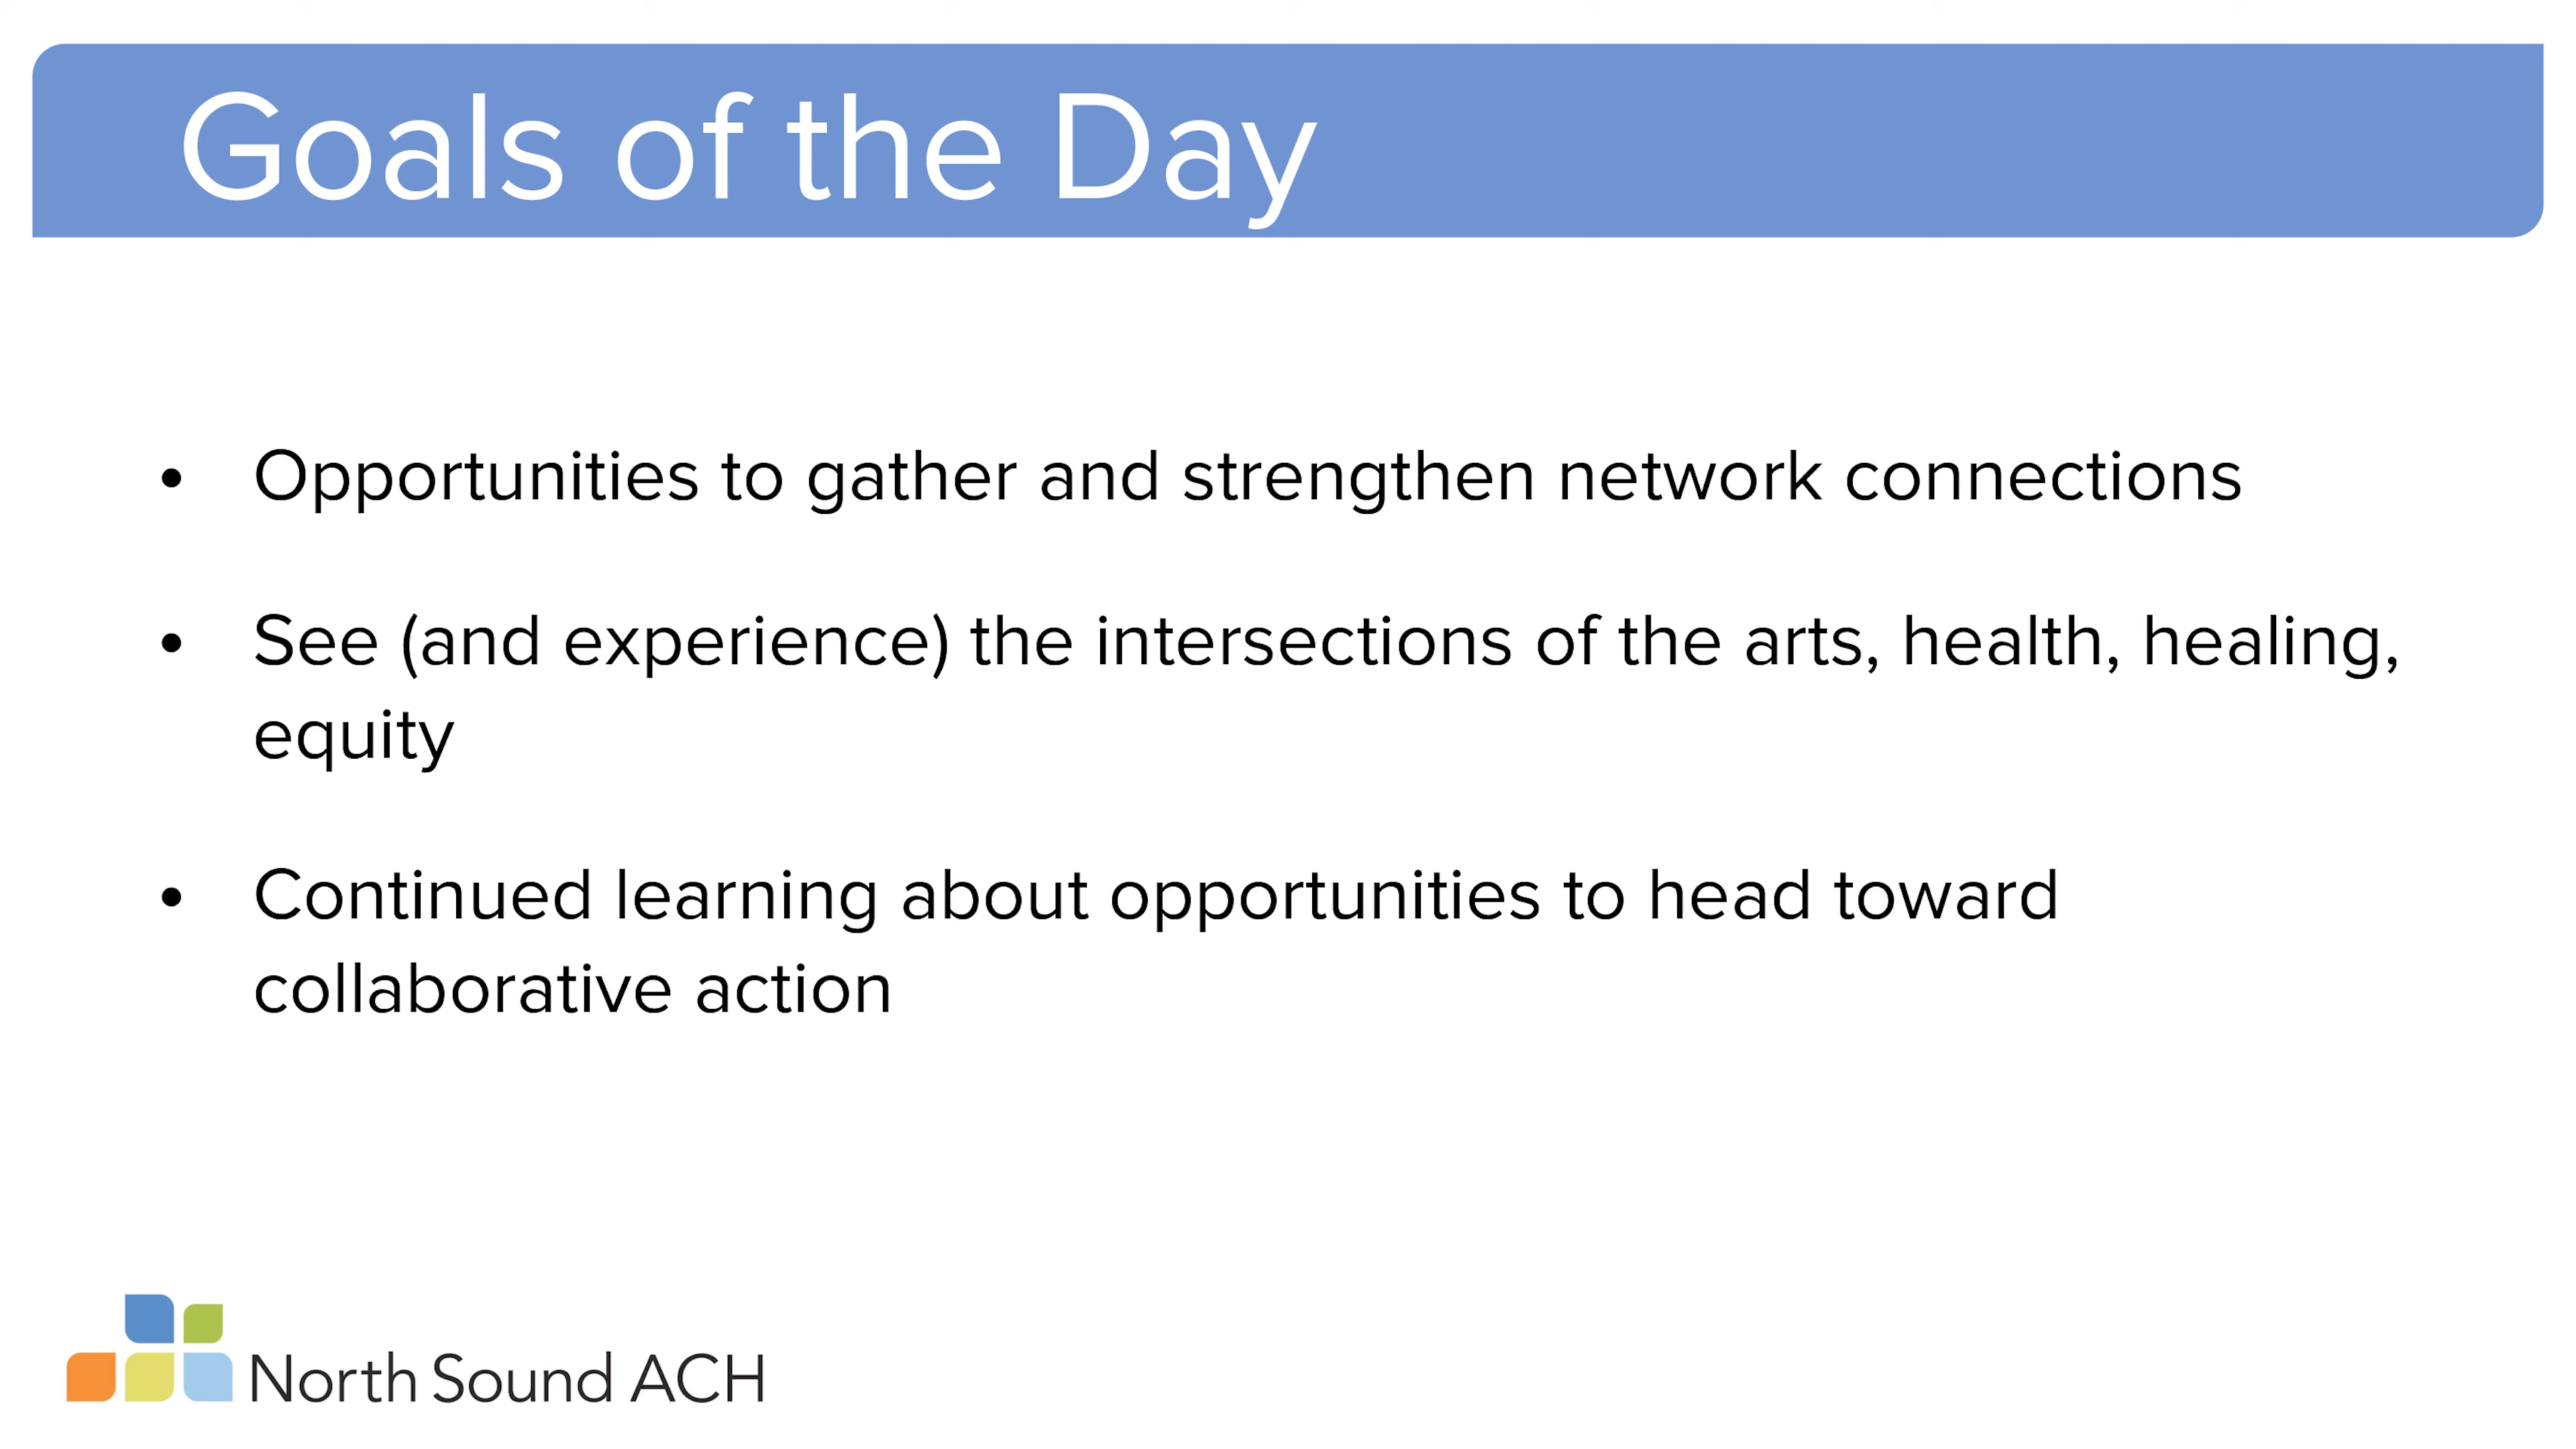 Goals of the Day
• Opportunities to gather and strengthen network connections
• See (and experience) the intersections of the arts, health, healing,
equity
• Continued learning about opportunities to head toward
collaborative action
North Sound ACH